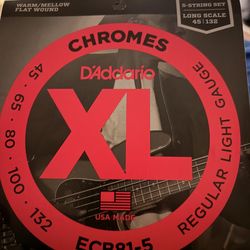 WARM/MELLOW
FLAT WOUND
5-STRING SET
LONG SCALE
45 | 132
CHROMES
D'Addario
XL
45 · 65 · 80 · 100 · 132
REGULAR LIGHT GAUGE
USA MADE
ECB81-5